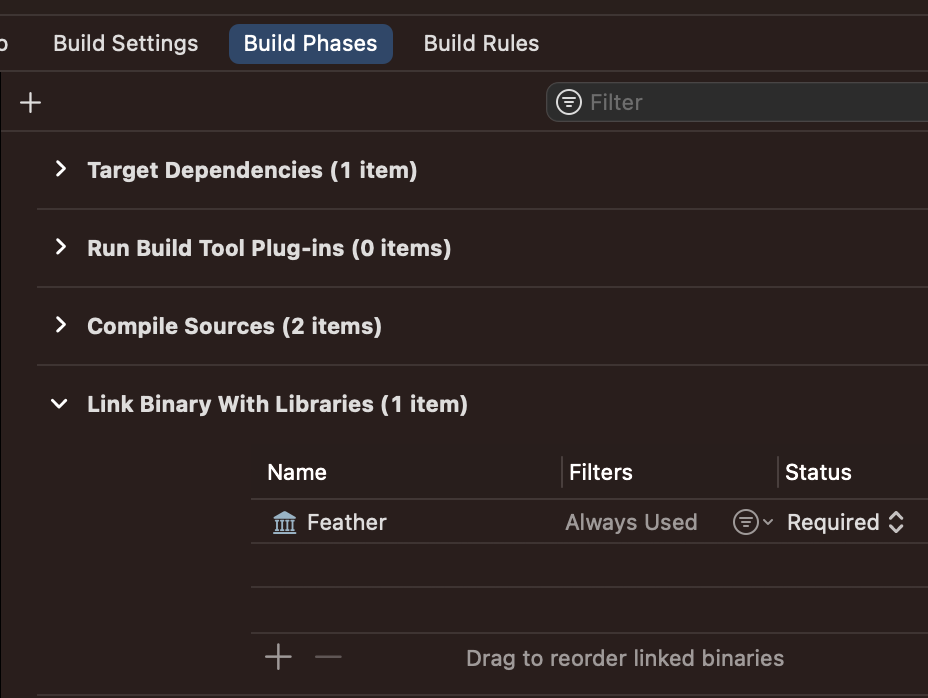 Build Settings Build Phases Build Rules
Filter
Target Dependencies (1 item)
Run Build Tool Plug-ins (0 items)
Compile Sources (2 items)
Link Binary With Libraries (1 item)
Name Filters Status
Feather Always Used Required
Drag to reorder linked binaries